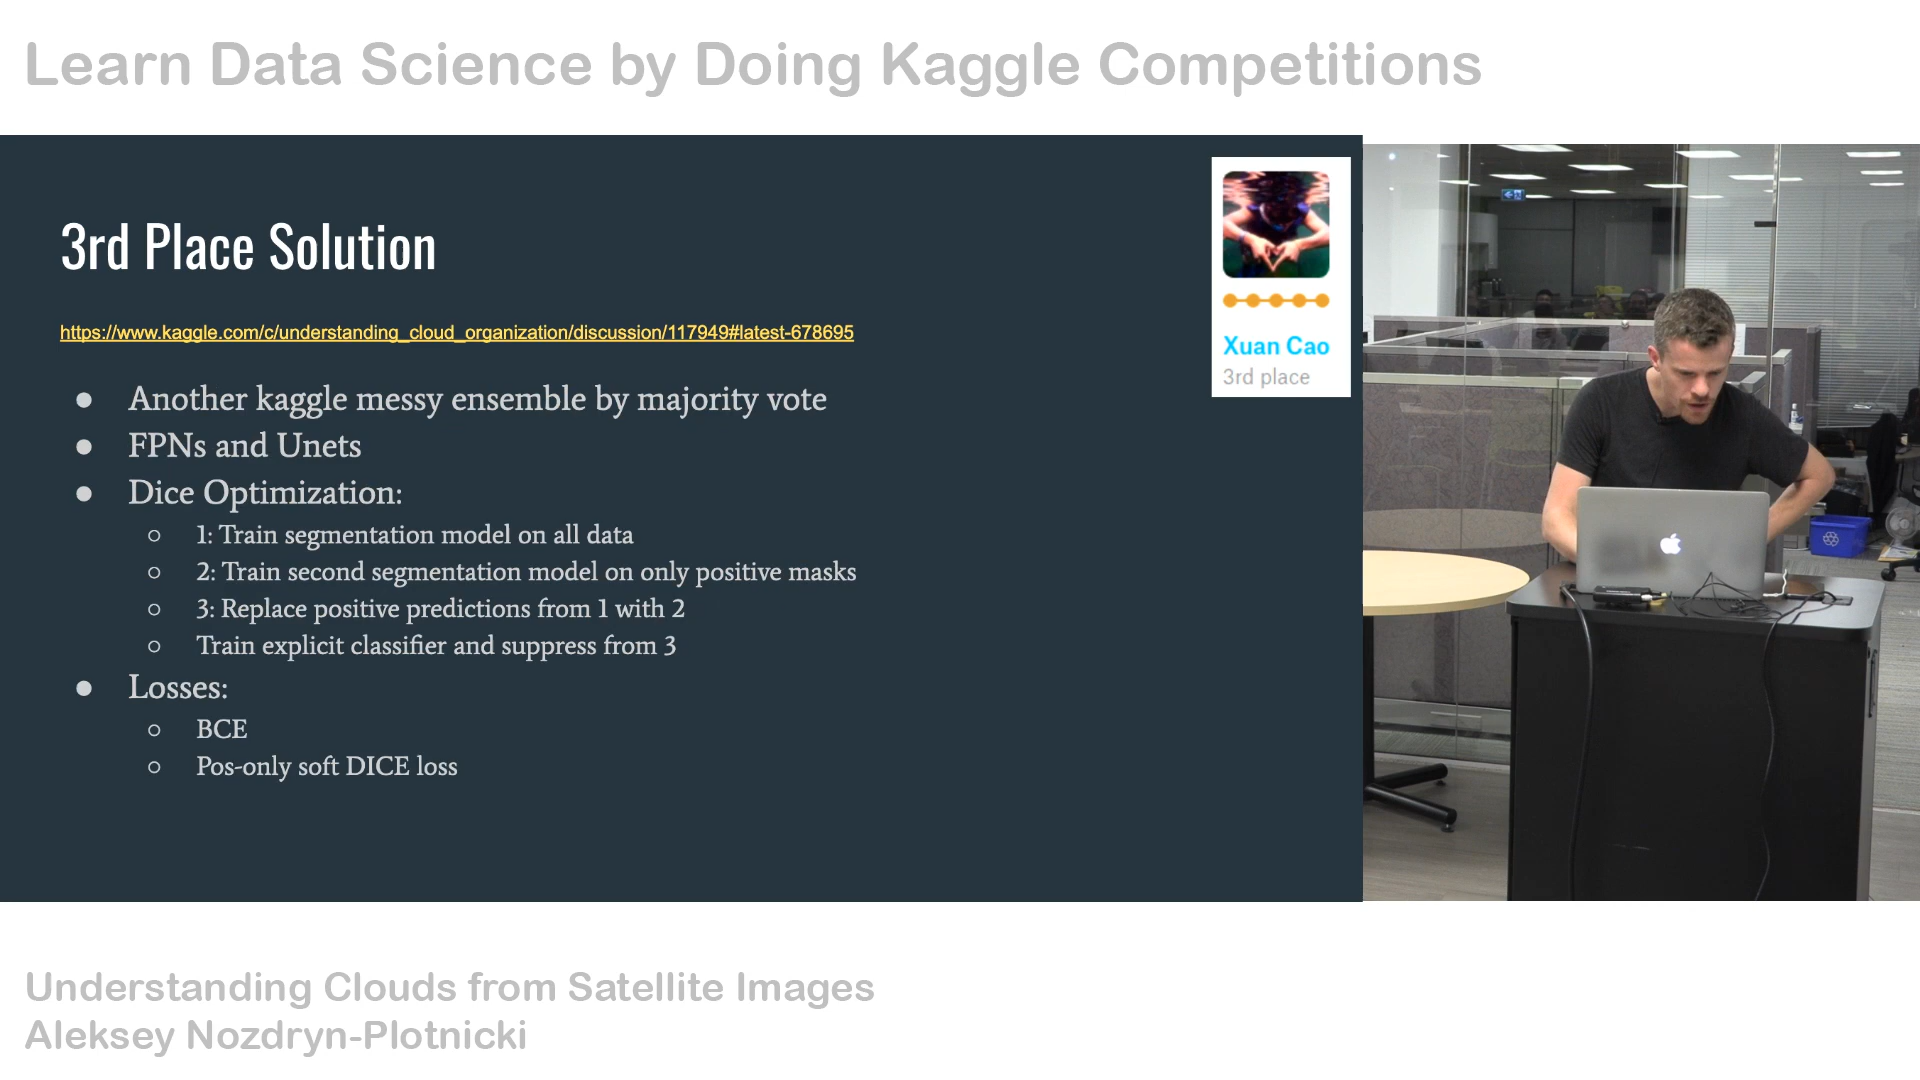 Learn Data Science by Doing Kaggle Competitions
3rd Place Solution
https://www.kaggle.com/c/understanding_cloud_organization/discussion/117949#latest-678695
● Another kaggle messy ensemble by majority vote
● FPNs and Unets
● Dice Optimization:
○ 1: Train segmentation model on all data
○ 2: Train second segmentation model on only positive masks
○ 3: Replace positive predictions from 1 with 2
○ Train explicit classifier and suppress from 3
● Losses:
○ BCE
○ Pos-only soft DICE loss
Xuan Cao
3rd place
Understanding Clouds from Satellite Images
Aleksey Nozdryn-Plotnicki